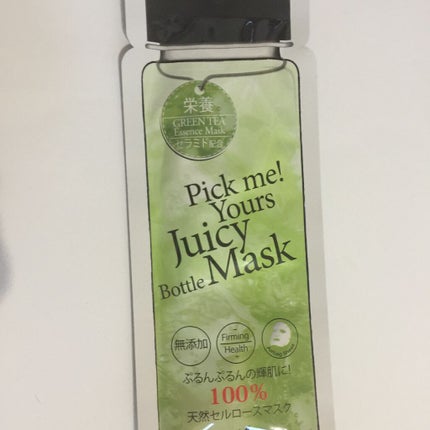 栄養
GREEN TEA
Essence Mask
セラミド配合
Pick me!
Yours
Juicy
Bottle Mask
無添加
Firming
Health
ぷるんぷるんの輝肌に!
100%
天然セルロースマスク